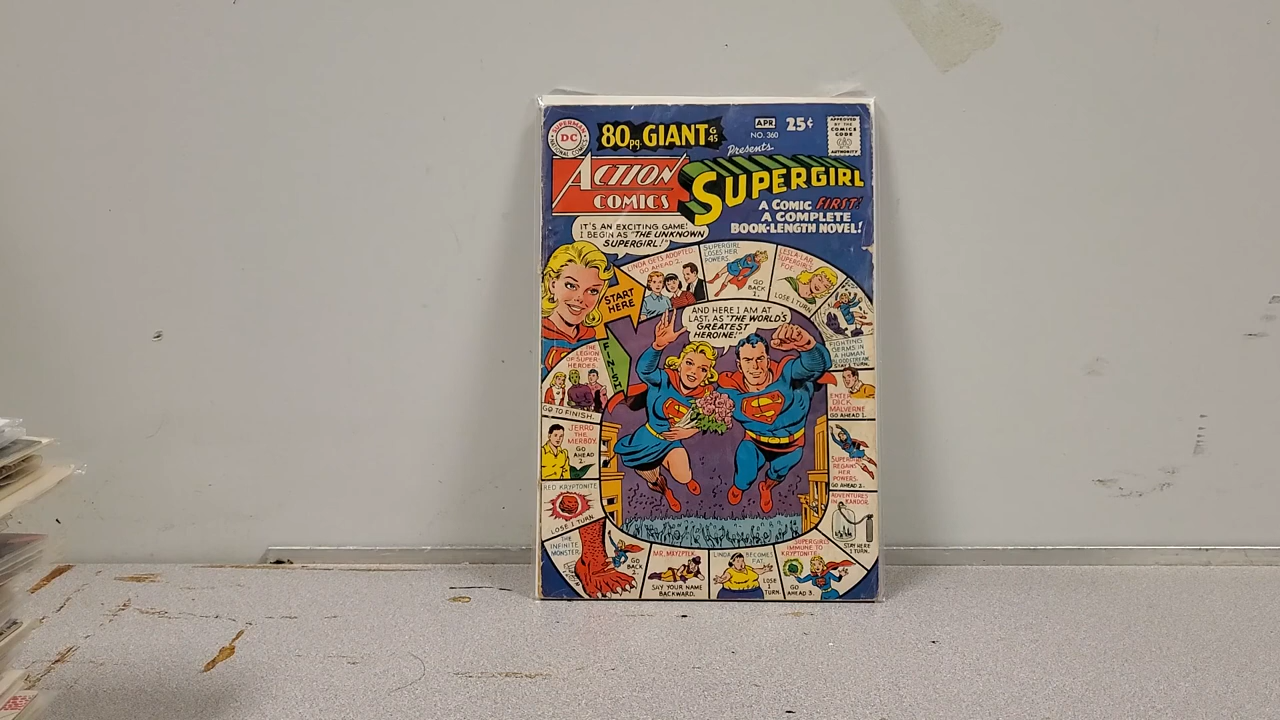 SUPERMAN
DC
NATIONAL COMICS
80pg. GIANT G
45
APR.
NO. 360
25¢
APPROVED
BY THE
COMICS
CODE
AUTHORITY
Presents
ACTION
COMICS
SUPERGIRL
A COMIC FIRST!
A COMPLETE
BOOK-LENGTH NOVEL!
IT'S AN EXCITING GAME!
I BEGIN AS "THE UNKNOWN
SUPERGIRL!"
START
HERE
LINDA GETS ADOPTED.
GO AHEAD 2.
SUPERGIRL
LOSES HER
POWERS.
GO
BACK
1.
LESLA-LAR,
SUPERGIRL'S
FOE.
LOSE 1 TURN.
FIGHTING
GERMS IN
A HUMAN
BLOODSTREAM.
TURN.
ENTER
DICK
MALVERNE
GO AHEAD 1.
SUPERGIRL
REGAINS
HER
POWERS.
GO AHEAD 2.
ADVENTURES
IN KANDOR.
STAY HERE
1 TURN.
SUPERGIRL
IMMUNE TO
KRYPTONITE.
GO
AHEAD 3.
LINDA BECOMES
FAT.
LOSE
1
TURN.
MR. MXYZPTLK.
SAY YOUR NAME
BACKWARD.
THE
INFINITE
MONSTER.
GO
BACK
2.
RED KRYPTONITE
LOSE 1 TURN.
JERRO
THE
MERBOY.
GO
AHEAD
2.
THE
LEGION
OF SUPER-
HEROES.
GO TO FINISH.
FINISH
AND HERE I AM AT
LAST, AS "THE WORLD'S
GREATEST
HEROINE!"